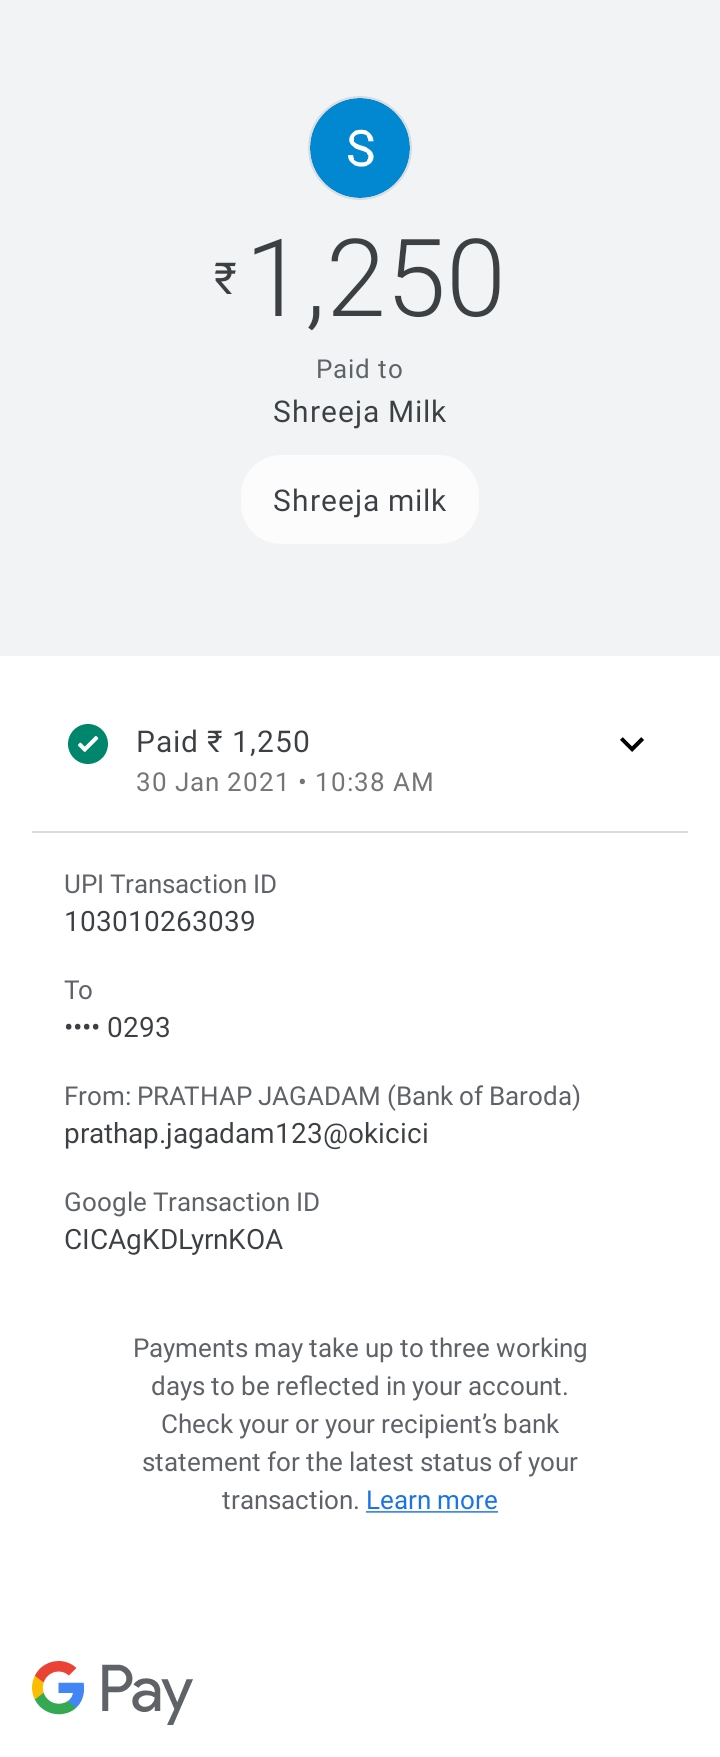 S
₹1,250
Paid to
Shreeja Milk
Shreeja milk
Paid ₹ 1,250
30 Jan 2021 • 10:38 AM
UPI Transaction ID
103010263039
To
•••• 0293
From: PRATHAP JAGADAM (Bank of Baroda)
prathap.jagadam123@okicici
Google Transaction ID
CICAgKDLyrnKOA
Payments may take up to three working
days to be reflected in your account.
Check your or your recipient's bank
statement for the latest status of your
transaction. Learn more
G Pay